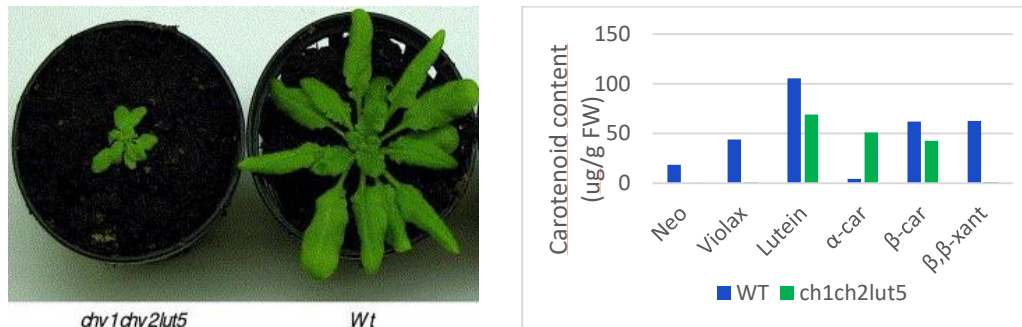 chy1chy2lut5
Wt
Carotenoid content
(ug/g FW)
150
100
50
0
Neo
Violax
Lutein
α-car
β-car
β,β-xant
WT
ch1ch2lut5